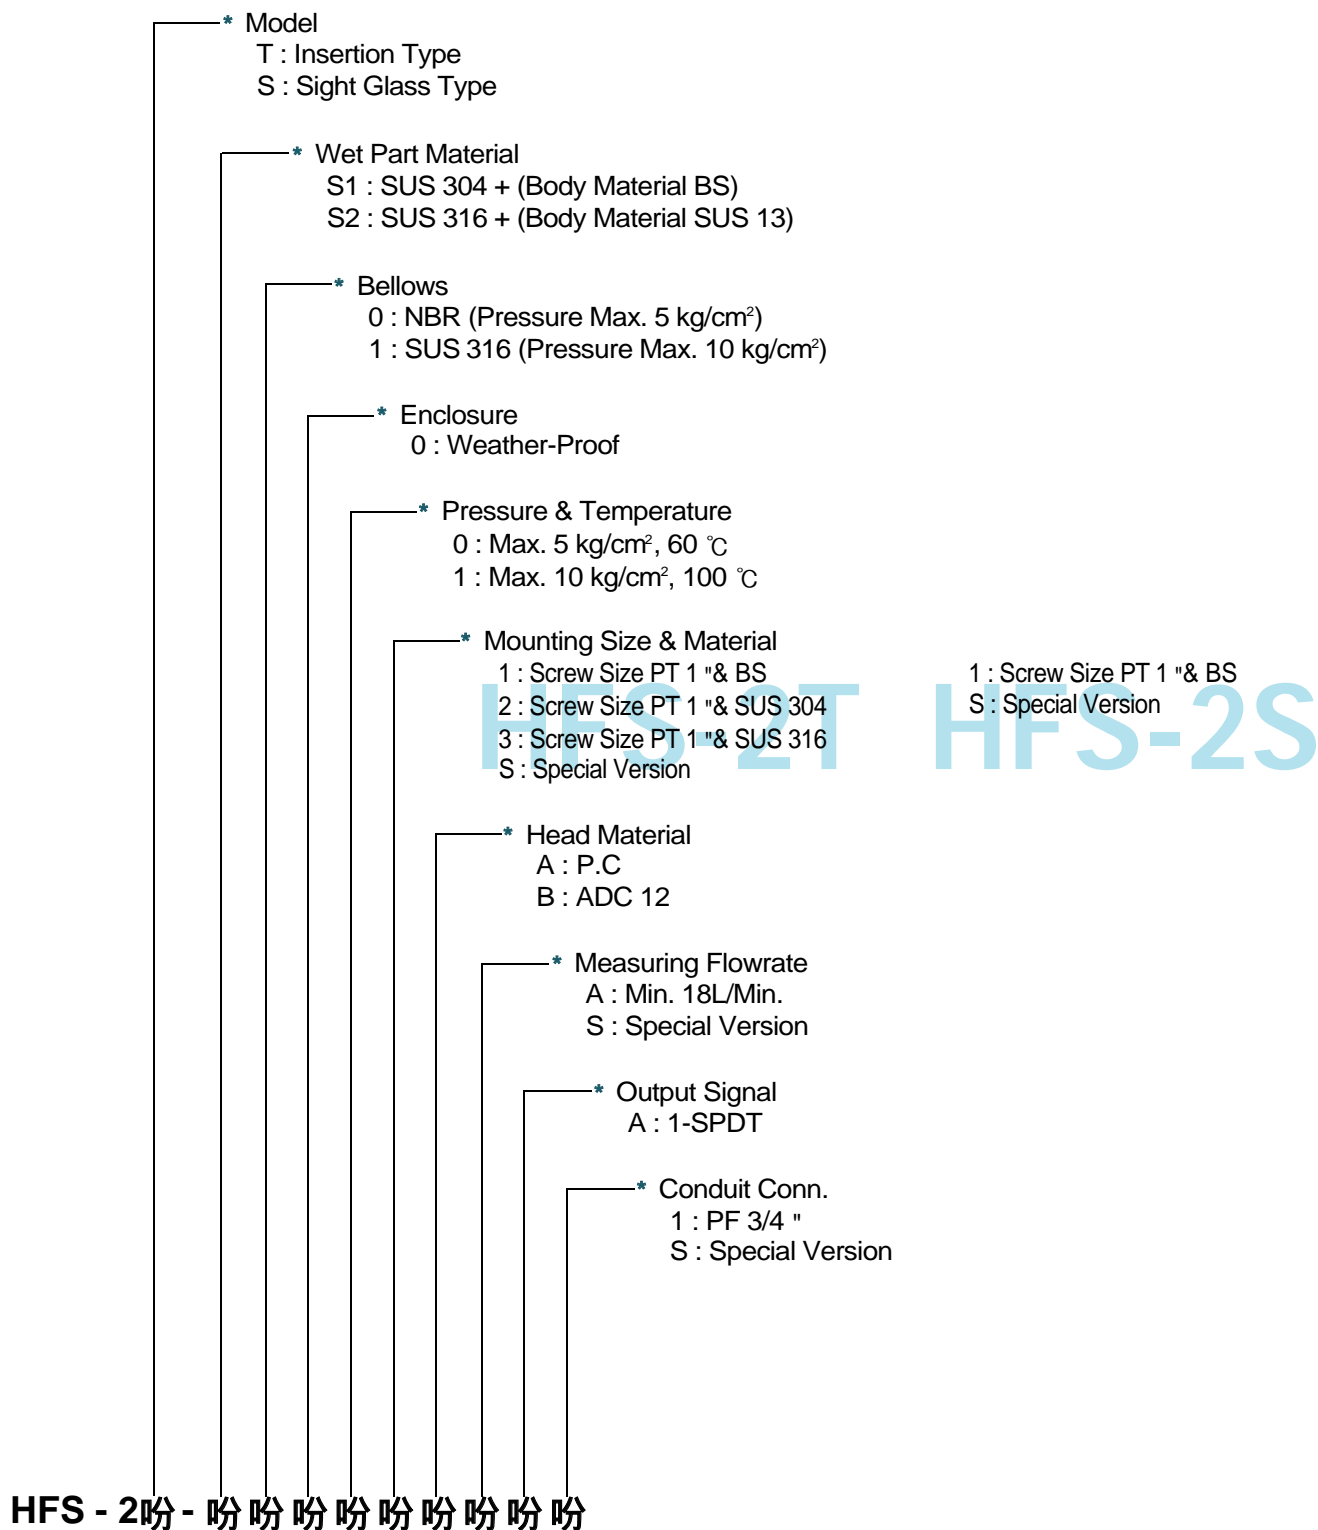 * Model
T : Insertion Type
S : Sight Glass Type
* Wet Part Material
S1 : SUS 304 + (Body Material BS)
S2 : SUS 316 + (Body Material SUS 13)
* Bellows
0 : NBR (Pressure Max. 5 kg/cm²)
1 : SUS 316 (Pressure Max. 10 kg/cm²)
* Enclosure
0 : Weather-Proof
* Pressure & Temperature
0 : Max. 5 kg/cm², 60 ℃
1 : Max. 10 kg/cm², 100 ℃
* Mounting Size & Material
HFS-2T
1 : Screw Size PT 1 "& BS
2 : Screw Size PT 1 "& SUS 304
3 : Screw Size PT 1 "& SUS 316
S : Special Version
HFS-2S
1 : Screw Size PT 1 "& BS
S : Special Version
* Head Material
A : P.C
B : ADC 12
* Measuring Flowrate
A : Min. 18L/Min.
S : Special Version
* Output Signal
A : 1-SPDT
* Conduit Conn.
1 : PF 3/4 "
S : Special Version
HFS - 2吩 - 吩吩吩吩吩吩吩吩吩